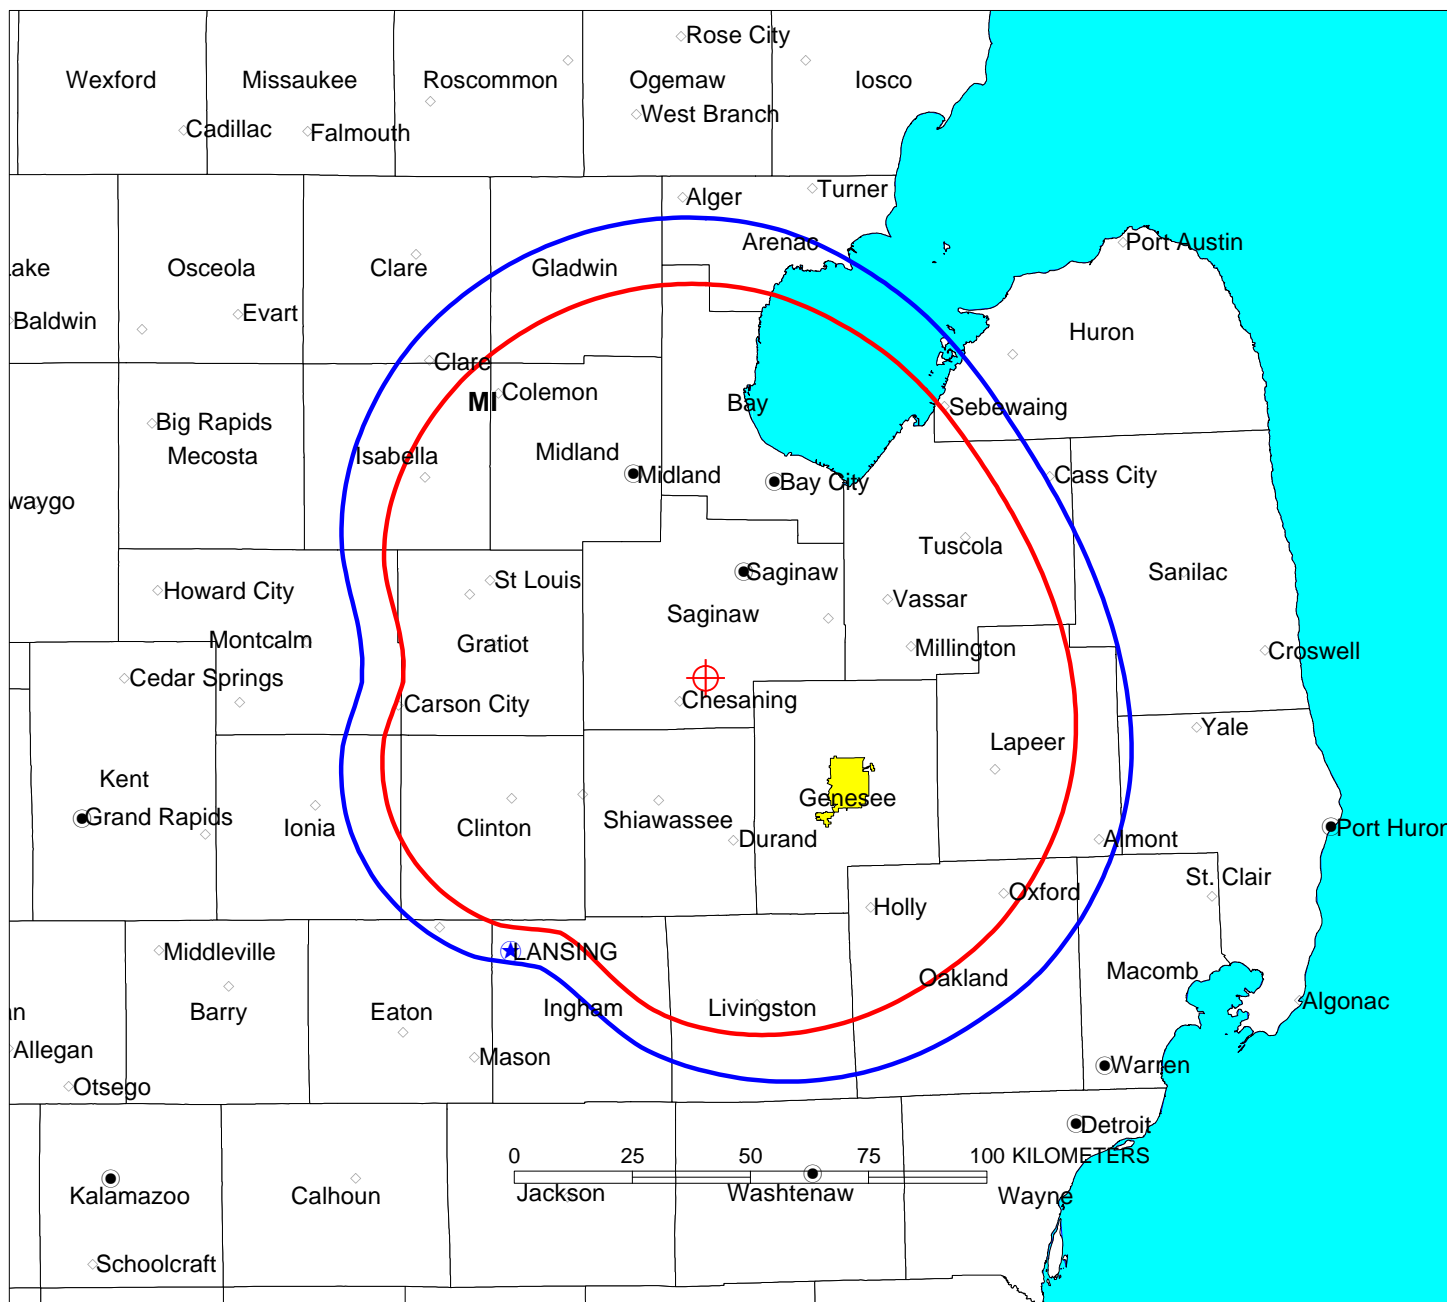 Rose City
Wexford
Missaukee
Roscommon
Ogemaw
Iosco
West Branch
Cadillac
Falmouth
Turner
Alger
Arenac
Port Austin
ake
Osceola
Clare
Gladwin
Evart
Baldwin
Huron
Clare
Colemon
MI
Bay
Sebewaing
Big Rapids
Mecosta
Isabella
Midland
Midland
Bay City
Cass City
waygo
Tuscola
Saginaw
Sanilac
St Louis
Howard City
Vassar
Saginaw
Montcalm
Gratiot
Millington
Croswell
Cedar Springs
Carson City
Chesaning
Yale
Lapeer
Kent
Genesee
Grand Rapids
Ionia
Clinton
Shiawassee
Durand
Almont
Port Huron
St. Clair
Oxford
Holly
Middleville
LANSING
Macomb
Oakland
Algonac
an
Barry
Eaton
Ingham
Livingston
Allegan
Mason
Warren
Otsego
Detroit
0 25 50 75 100 KILOMETERS
Kalamazoo
Calhoun
Jackson
Washtenaw
Wayne
Schoolcraft